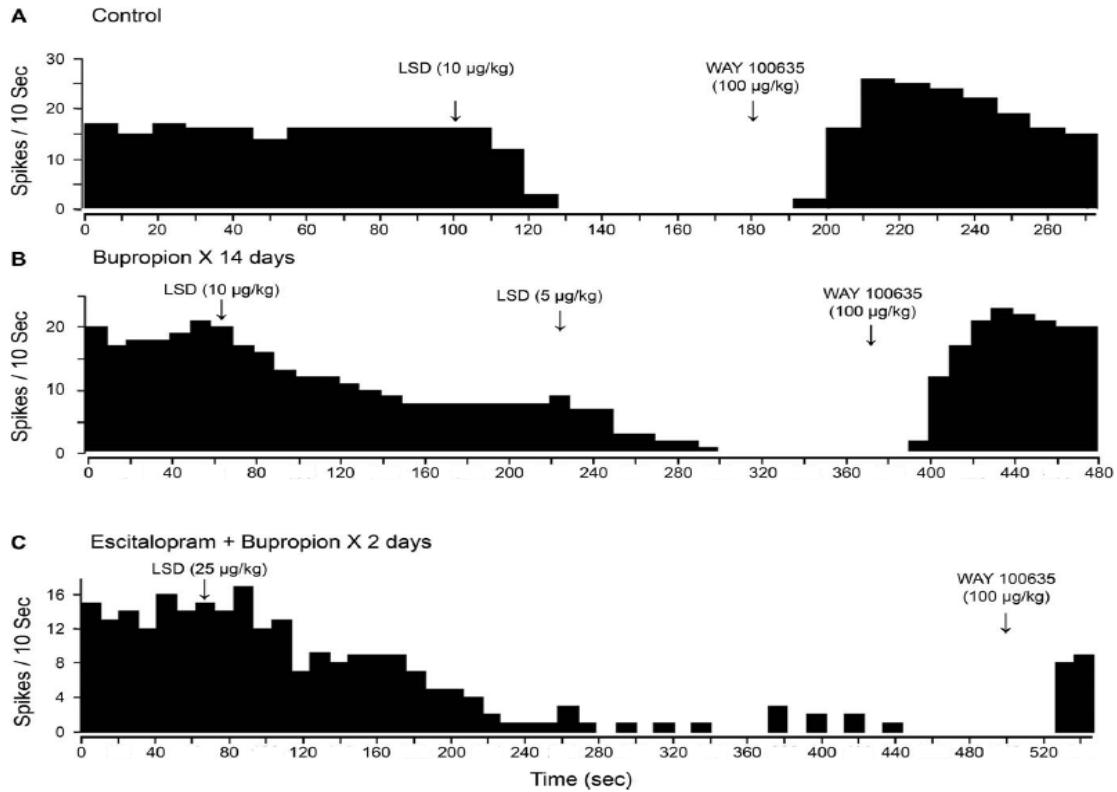 A Control
Spikes / 10 Sec
30
20
10
0
LSD (10 µg/kg)
WAY 100635
(100 µg/kg)
0 20 40 60 80 100 120 140 160 180 200 220 240 260
B Bupropion X 14 days
Spikes / 10 Sec
20
10
0
LSD (10 µg/kg)
LSD (5 µg/kg)
WAY 100635
(100 µg/kg)
0 40 80 120 160 200 240 280 320 360 400 440 480
C Escitalopram + Bupropion X 2 days
Spikes / 10 Sec
16
12
8
4
0
LSD (25 µg/kg)
WAY 100635
(100 µg/kg)
0 40 80 120 160 200 240 280 320 360 400 440 480 520
Time (sec)